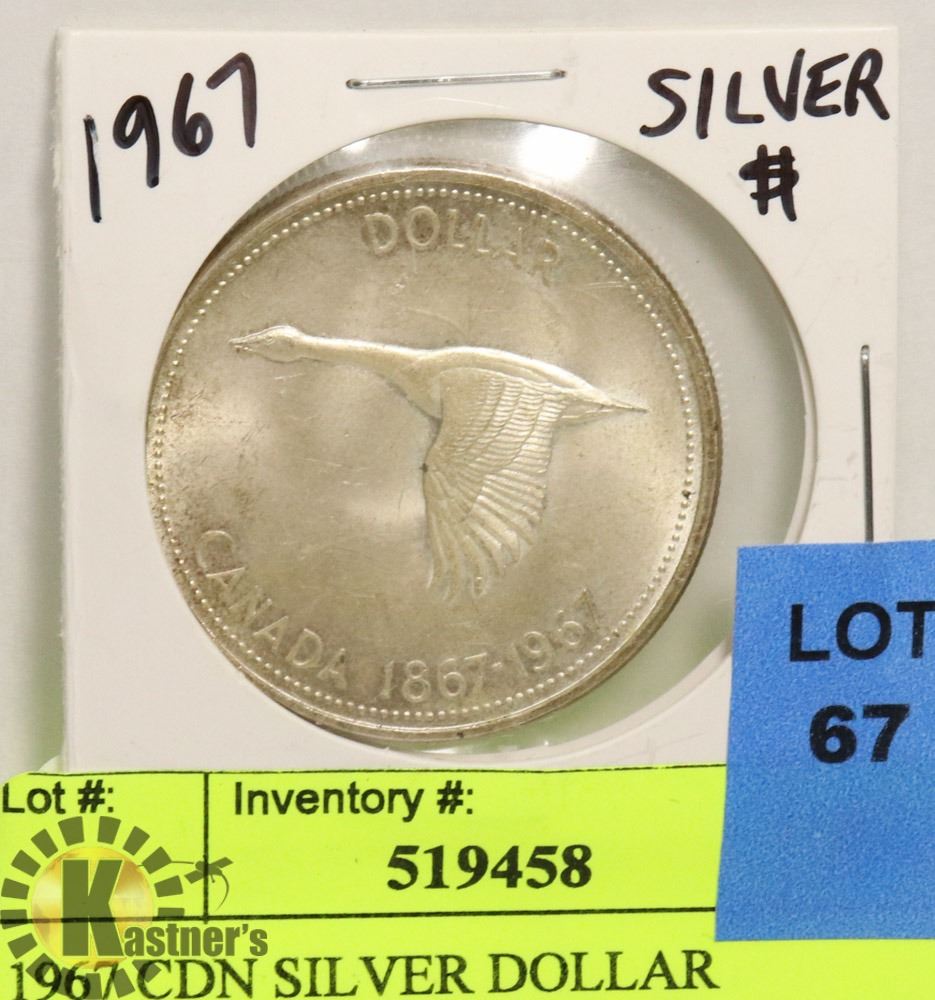 1967
SILVER
#
DOLLAR
CANADA 1867-1967
LOT
67
Lot #:
Inventory #:
519458
Kastner's
1967 CDN SILVER DOLLAR